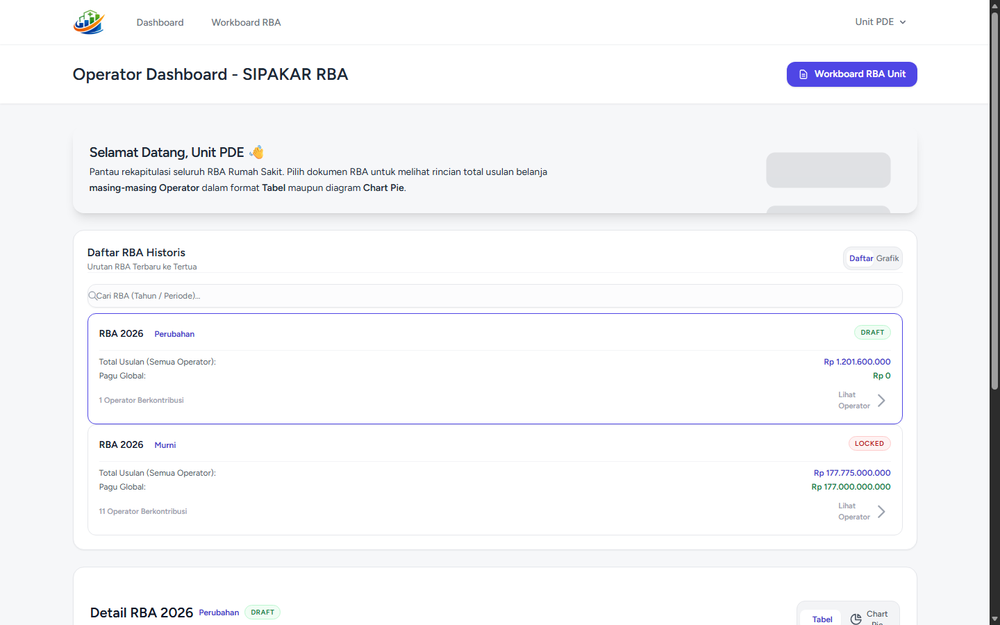 Dashboard
Workboard RBA
Unit PDE
Operator Dashboard - SIPAKAR RBA
Workboard RBA Unit
Selamat Datang, Unit PDE 👋
Pantau rekapitulasi seluruh RBA Rumah Sakit. Pilih dokumen RBA untuk melihat rincian total usulan belanja
masing-masing Operator dalam format Tabel maupun diagram Chart Pie.
Daftar RBA Historis
Urutan RBA Terbaru ke Tertua
Daftar
Grafik
Cari RBA (Tahun / Periode)...
RBA 2026
Perubahan
DRAFT
Total Usulan (Semua Operator):
Rp 1.201.600.000
Pagu Global:
Rp 0
1 Operator Berkontribusi
Lihat
Operator
RBA 2026
Murni
LOCKED
Total Usulan (Semua Operator):
Rp 177.775.000.000
Pagu Global:
Rp 177.000.000.000
11 Operator Berkontribusi
Lihat
Operator
Detail RBA 2026
Perubahan
DRAFT
Tabel
Chart
Pie